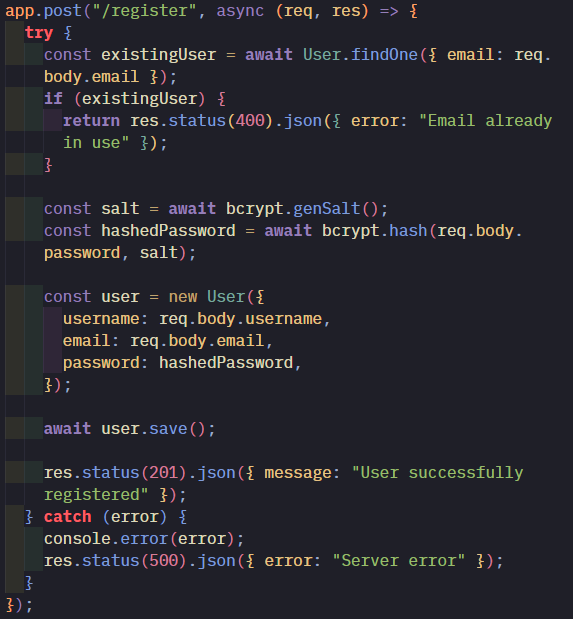 app.post("/register", async (req, res) => {
try {
const existingUser = await User.findOne({ email: req.
body.email });
if (existingUser) {
return res.status(400).json({ error: "Email already
in use" });
}
const salt = await bcrypt.genSalt();
const hashedPassword = await bcrypt.hash(req.body.
password, salt);
const user = new User({
username: req.body.username,
email: req.body.email,
password: hashedPassword,
});
await user.save();
res.status(201).json({ message: "User successfully
registered" });
} catch (error) {
console.error(error);
res.status(500).json({ error: "Server error" });
}
});